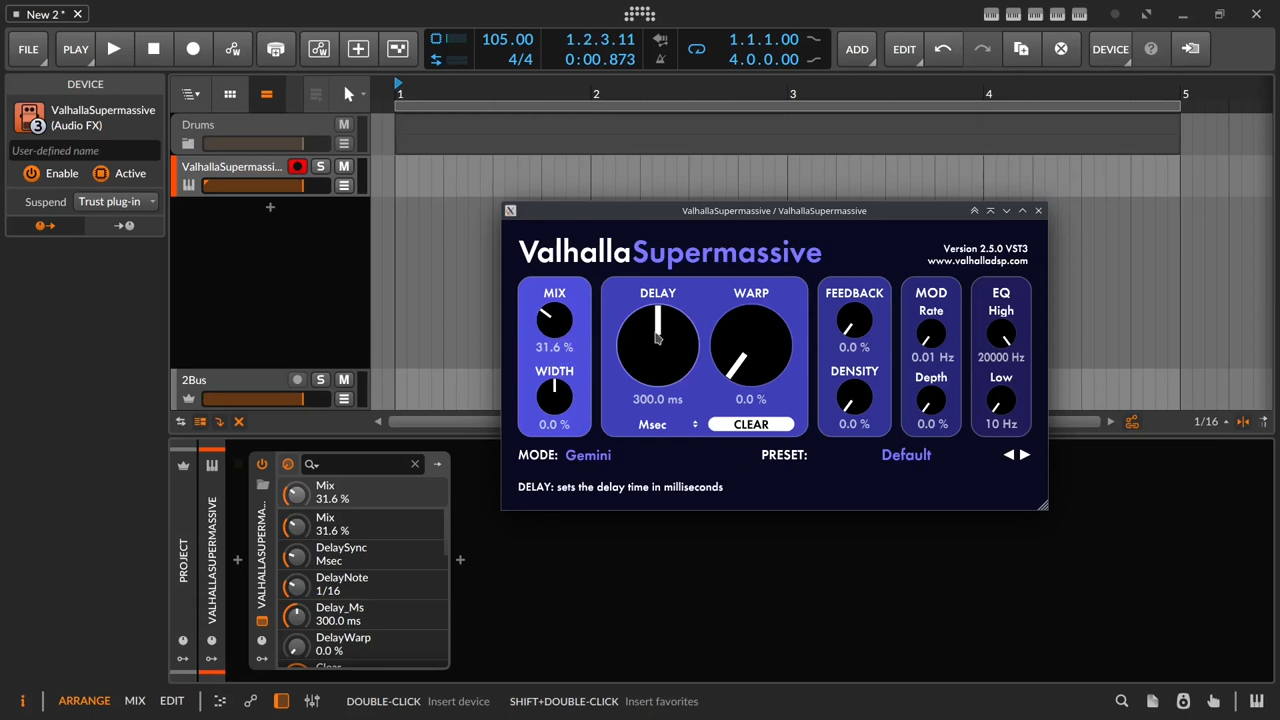 New 2 *
FILE
PLAY
105.00
4/4
1.2.3.11
0:00.873
1.1.1.00
4.0.0.00
ADD
EDIT
DEVICE
DEVICE
ValhallaSupermassive
(Audio FX)
3
User-defined name
Enable
Active
Suspend
Trust plug-in
1
2
3
4
5
Drums
M
ValhallaSupermassi...
S
M
2Bus
S
M
1/16
ValhallaSupermassive / ValhallaSupermassive
ValhallaSupermassive
Version 2.5.0 VST3
www.valhalladsp.com
MIX
31.6 %
WIDTH
0.0 %
DELAY
300.0 ms
Msec
WARP
0.0 %
CLEAR
FEEDBACK
0.0 %
DENSITY
0.0 %
MOD
Rate
0.01 Hz
Depth
0.0 %
EQ
High
20000 Hz
Low
10 Hz
MODE: Gemini
PRESET: Default
DELAY: sets the delay time in milliseconds
PROJECT
VALHALLASUPERMASSIVE
VALHALLASUPERMA...
Mix
31.6 %
Mix
31.6 %
DelaySync
Msec
DelayNote
1/16
Delay_Ms
300.0 ms
DelayWarp
0.0 %
Clear
ARRANGE
MIX
EDIT
DOUBLE-CLICK Insert device
SHIFT+DOUBLE-CLICK Insert favorites